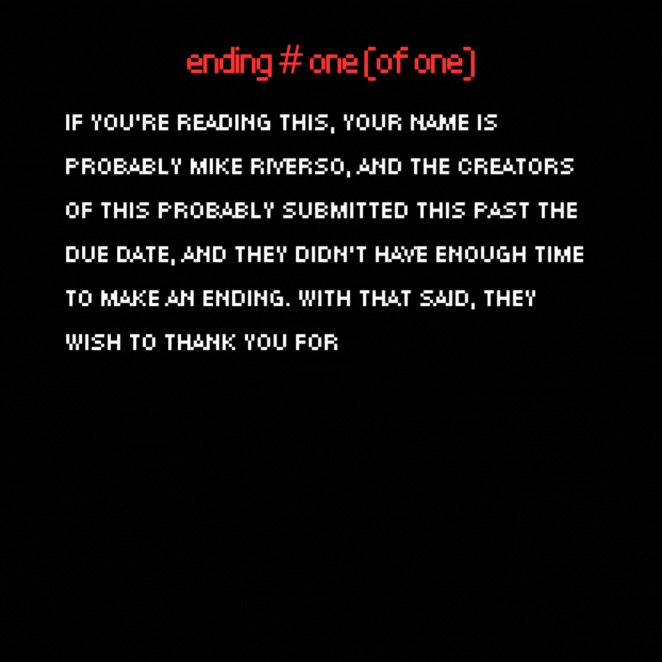 ending # one (of one)
IF YOU'RE READING THIS, YOUR NAME IS
PROBABLY MIKE RIVERSO, AND THE CREATORS
OF THIS PROBABLY SUBMITTED THIS PAST THE
DUE DATE, AND THEY DIDN'T HAVE ENOUGH TIME
TO MAKE AN ENDING. WITH THAT SAID, THEY
WISH TO THANK YOU FOR